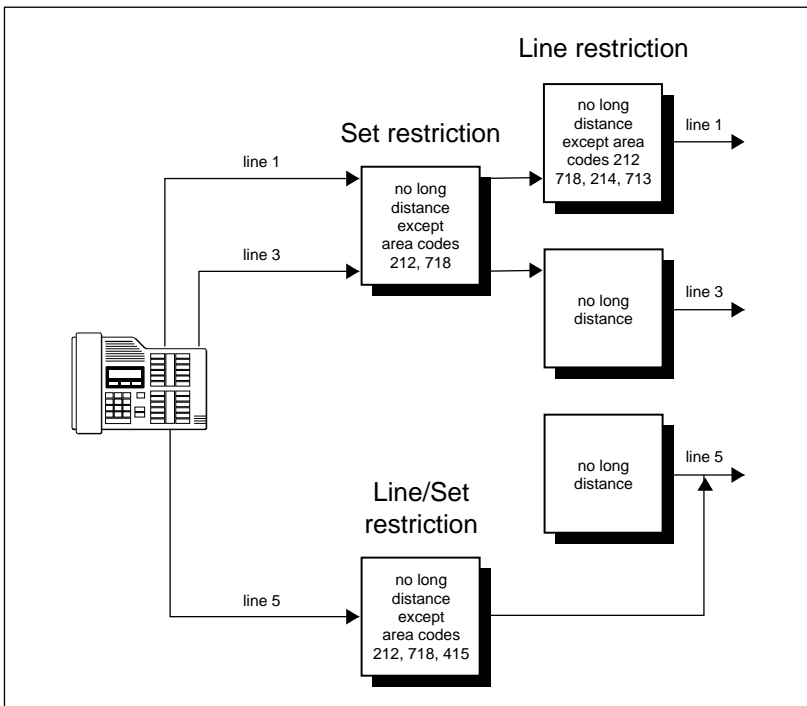 Line restriction
no long
distance
except area
codes 212
718, 214, 713
line 1
Set restriction
line 1
no long
distance
except
area codes
212, 718
line 3
no long
distance
line 3
no long
distance
line 5
Line/Set
restriction
line 5
no long
distance
except
area codes
212, 718, 415